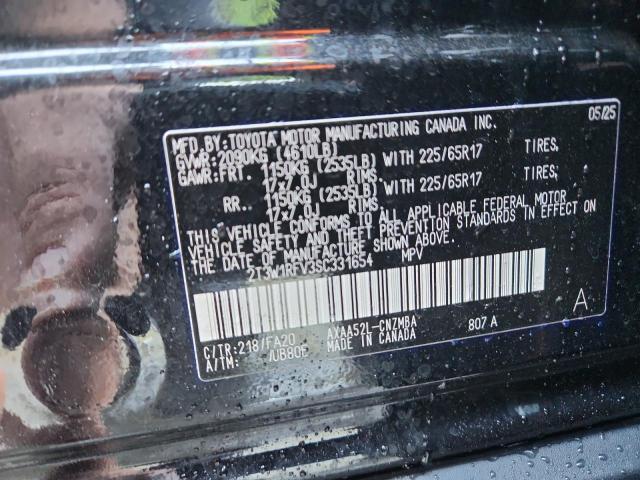 05/25
MFD.BY:TOYOTA MOTOR MANUFACTURING CANADA INC.
GVWR:2090KG (4610LB)
GAWR:FRT. 1150KG (2535LB) WITH 225/65R17 TIRES,
17x7.0J RIMS,
RR.. 1150KG (2535LB) WITH 225/65R17 TIRES,
17x7.0J RIMS.
THIS VEHICLE CONFORMS TO ALL APPLICABLE FEDERAL MOTOR
VEHICLE SAFETY AND THEFT PREVENTION STANDARDS IN EFFECT ON
THE DATE OF MANUFACTURE SHOWN ABOVE.
2T3W1RFV3SC331654 MPV
A
C/TR:218/FA20 AXAA52L-CNZMBA 807A
A/TM: /UB80E MADE IN CANADA